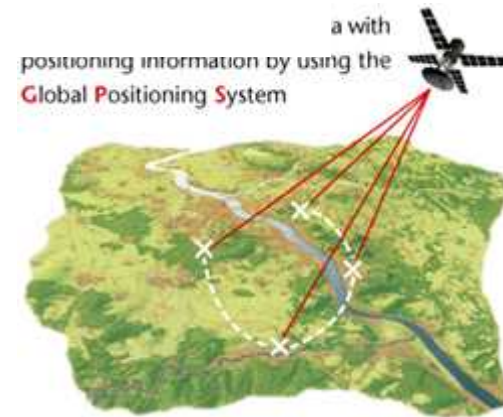 a with
positioning information by using the
Global Positioning System